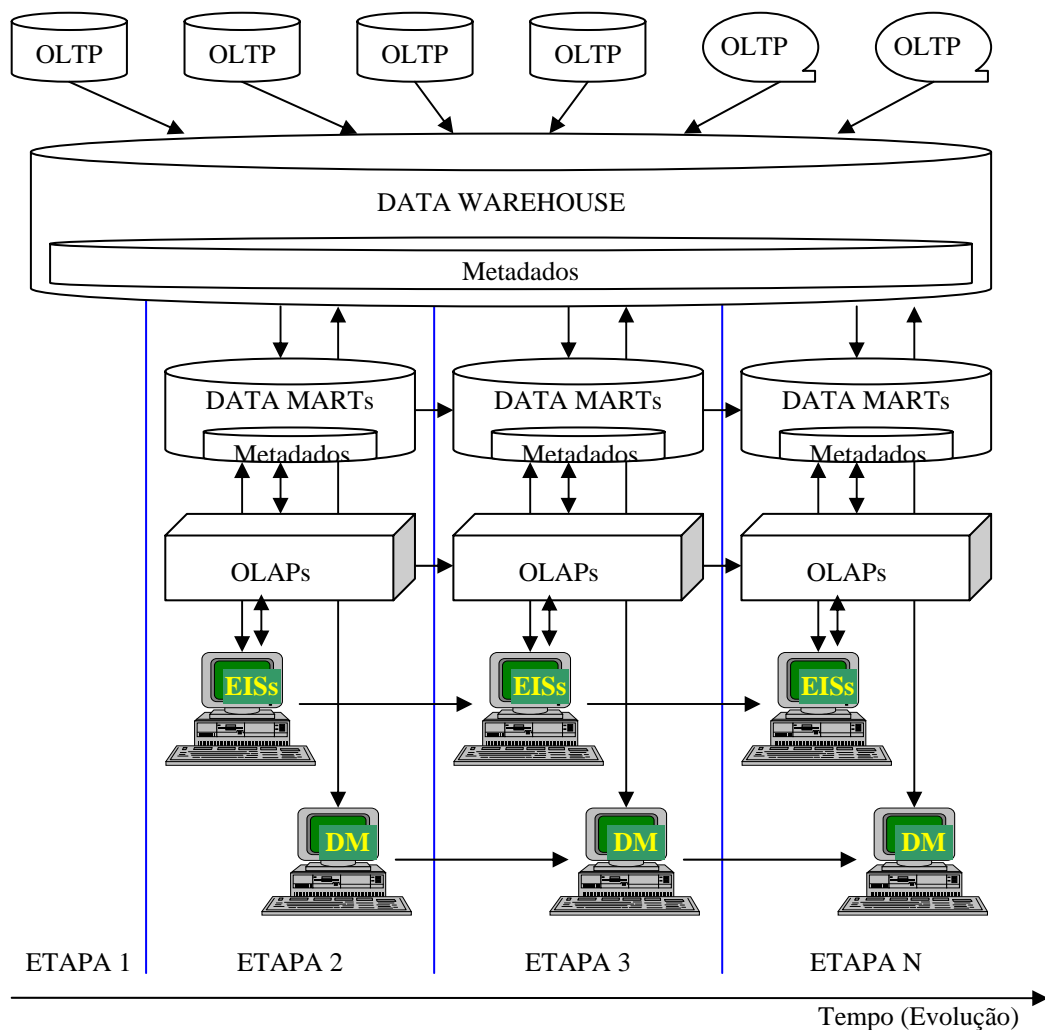 OLTP OLTP OLTP OLTP OLTP OLTP
DATA WAREHOUSE
Metadados
DATA MARTs DATA MARTs DATA MARTs
Metadados Metadados Metadados
OLAPs OLAPs OLAPs
EISs EISs EISs
DM DM DM
ETAPA 1 ETAPA 2 ETAPA 3 ETAPA N
Tempo (Evolução)